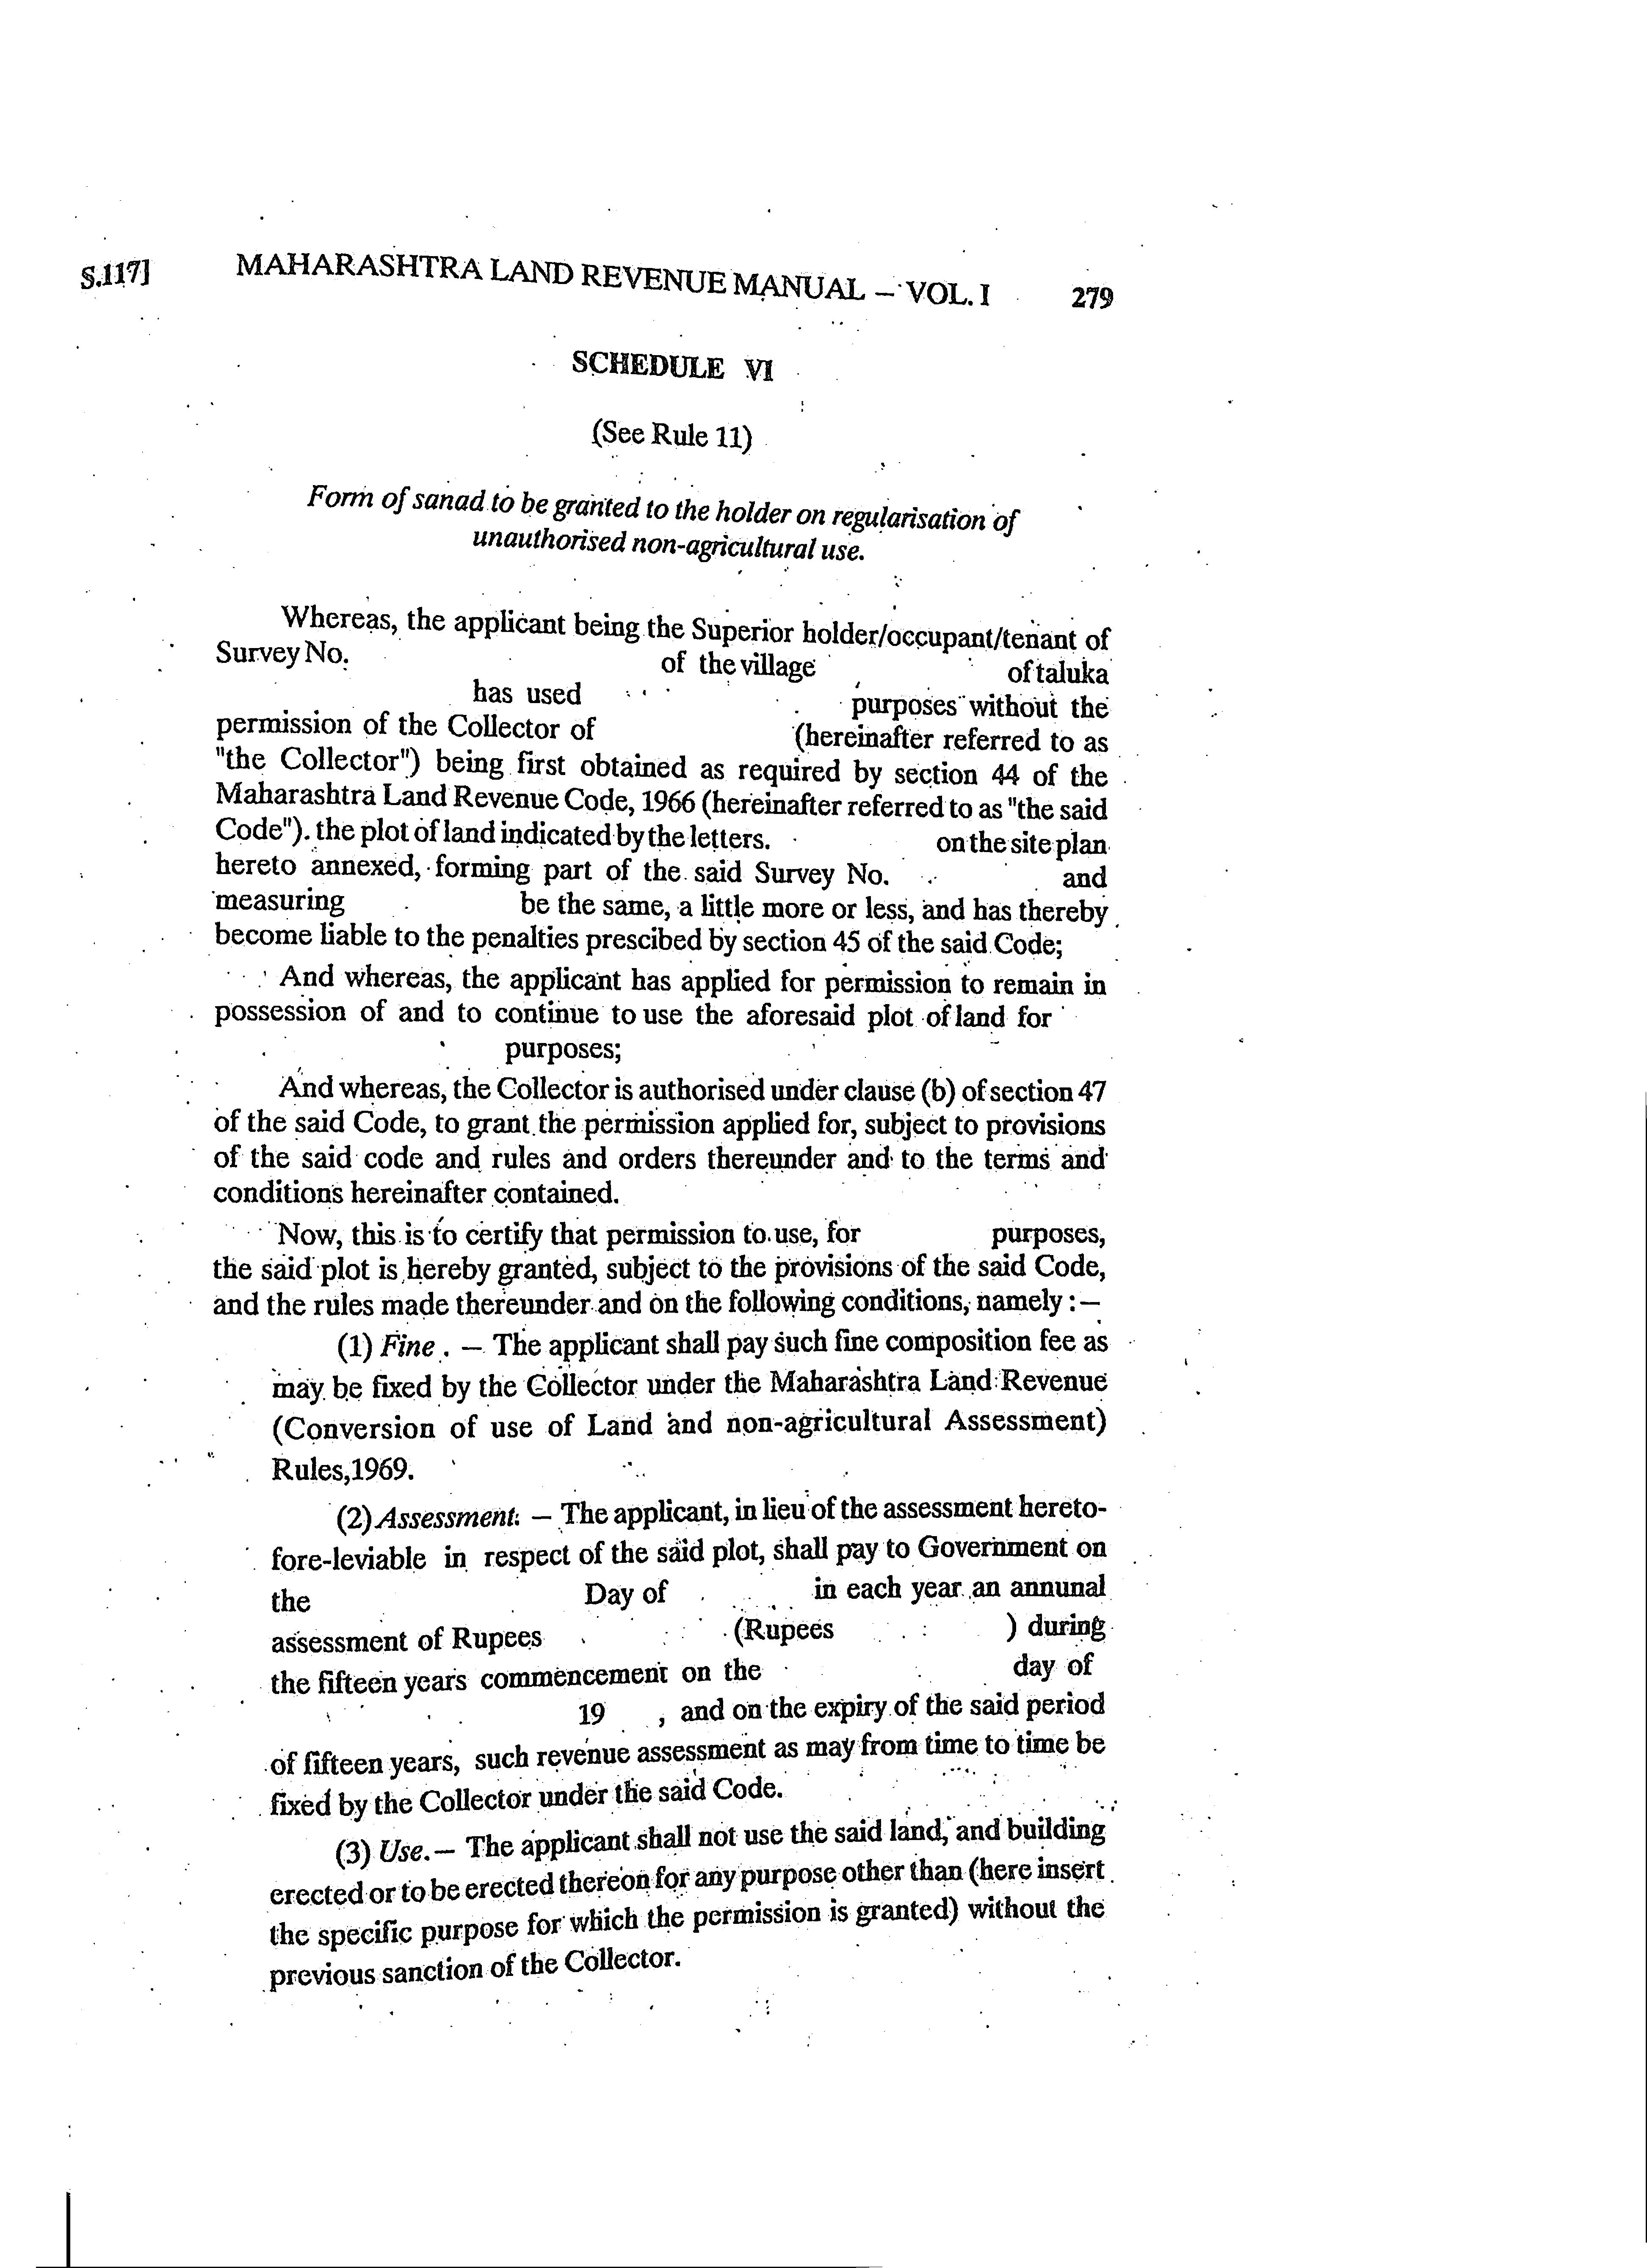 S.117] MAHARASHTRA LAND REVENUE MANUAL – VOL. I 279
SCHEDULE VI
(See Rule 11)
Form of sanad to be granted to the holder on regularisation of
unauthorised non-agricultural use.
Whereas, the applicant being the Superior holder/occupant/tenant of
Survey No. of the village of taluka
has used purposes without the
permission of the Collector of (hereinafter referred to as
"the Collector") being first obtained as required by section 44 of the
Maharashtra Land Revenue Code, 1966 (hereinafter referred to as "the said
Code"). the plot of land indicated by the letters. on the site plan
hereto annexed, forming part of the said Survey No. and
measuring be the same, a little more or less, and has thereby
become liable to the penalties prescibed by section 45 of the said Code;
And whereas, the applicant has applied for permission to remain in
possession of and to continue to use the aforesaid plot of land for
purposes;
And whereas, the Collector is authorised under clause (b) of section 47
of the said Code, to grant the permission applied for, subject to provisions
of the said code and rules and orders thereunder and to the terms and
conditions hereinafter contained.
Now, this is to certify that permission to use, for purposes,
the said plot is hereby granted, subject to the provisions of the said Code,
and the rules made thereunder and on the following conditions, namely :—
(1) Fine . — The applicant shall pay such fine composition fee as
may be fixed by the Collector under the Maharashtra Land Revenue
(Conversion of use of Land and non-agricultural Assessment)
Rules,1969.
(2) Assessment. — The applicant, in lieu of the assessment hereto-
fore-leviable in respect of the said plot, shall pay to Government on
the Day of in each year an annunal
assessment of Rupees (Rupees ) during
the fifteen years commencement on the day of
19 , and on the expiry of the said period
of fifteen years, such revenue assessment as may from time to time be
fixed by the Collector under the said Code.
(3) Use.— The applicant shall not use the said land, and building
erected or to be erected thereon for any purpose other than (here insert
the specific purpose for which the permission is granted) without the
previous sanction of the Collector.